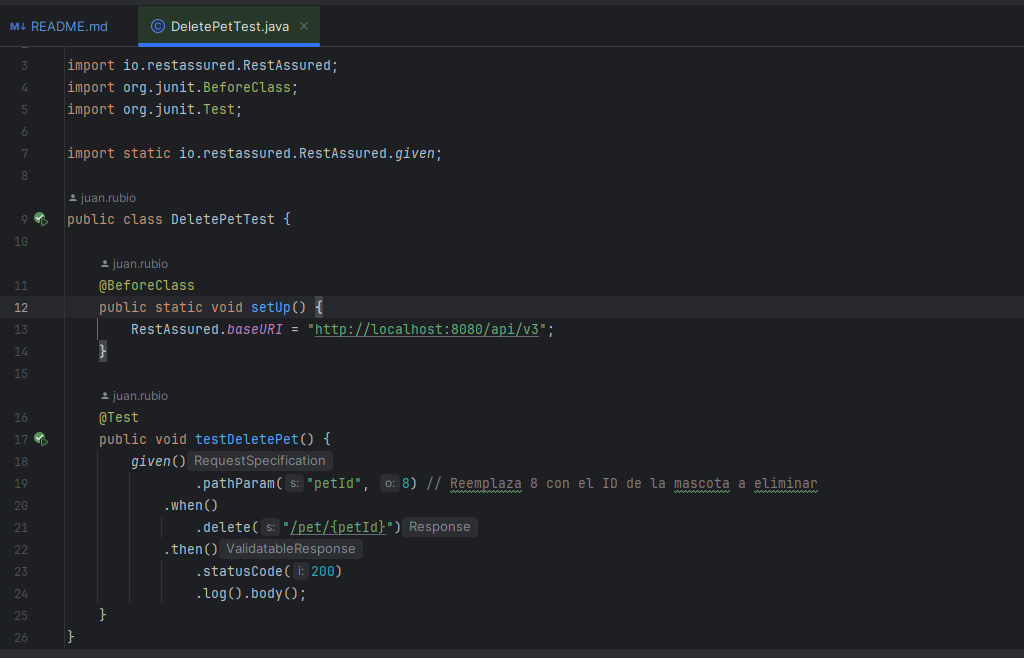 README.md
DeletePetTest.java
3 import io.restassured.RestAssured;
4 import org.junit.BeforeClass;
5 import org.junit.Test;
6
7 import static io.restassured.RestAssured.given;
8
juan.rubio
9 public class DeletePetTest {
10
juan.rubio
11 @BeforeClass
12 public static void setUp() {
13 RestAssured.baseURI = "http://localhost:8080/api/v3";
14 }
15
juan.rubio
16 @Test
17 public void testDeletePet() {
18 given() RequestSpecification
19 .pathParam( s: "petId", o: 8) // Reemplaza 8 con el ID de la mascota a eliminar
20 .when()
21 .delete( s: "/pet/{petId}") Response
22 .then() ValidatableResponse
23 .statusCode( i: 200)
24 .log().body();
25 }
26 }